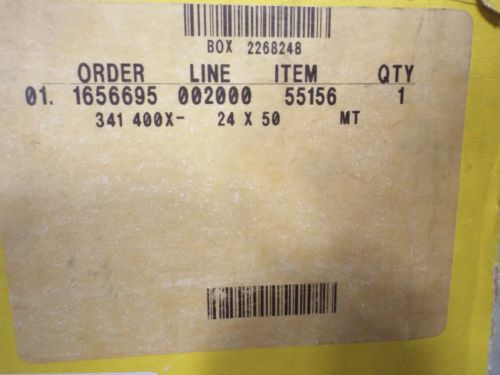 BOX 2268248
ORDER LINE ITEM QTY
01. 1656695 002000 55156 1
341 400X- 24 X 50 MT